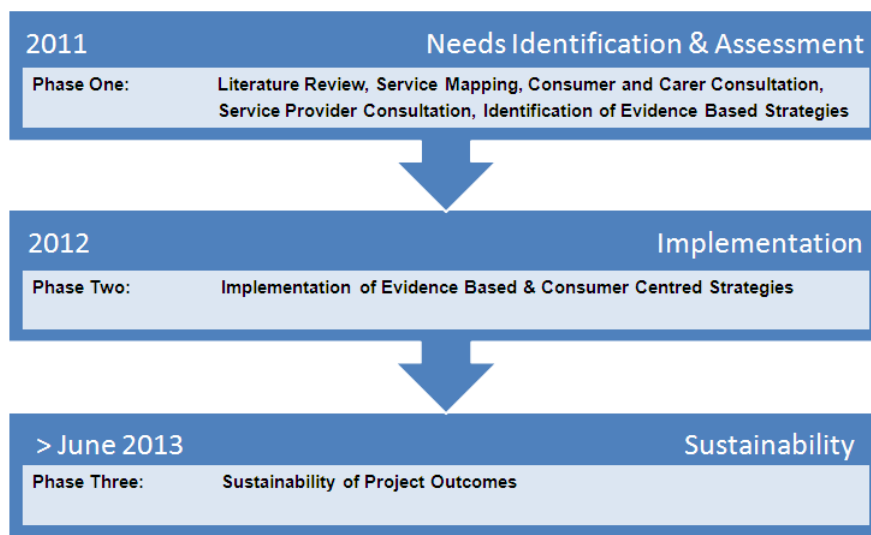 2011 Needs Identification & Assessment
Phase One: Literature Review, Service Mapping, Consumer and Carer Consultation,
Service Provider Consultation, Identification of Evidence Based Strategies
2012 Implementation
Phase Two: Implementation of Evidence Based & Consumer Centred Strategies
> June 2013 Sustainability
Phase Three: Sustainability of Project Outcomes